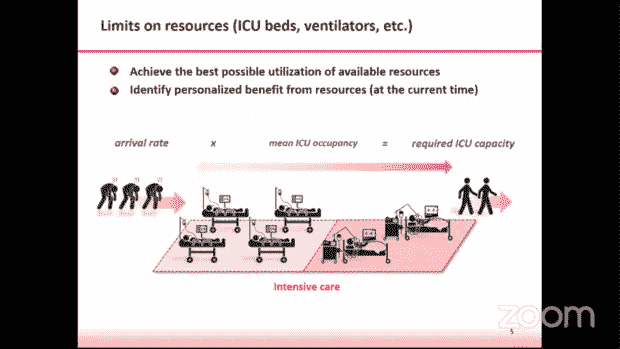 Limits on resources (ICU beds, ventilators, etc.)
Achieve the best possible utilization of available resources
Identify personalized benefit from resources (at the current time)
arrival rate x mean ICU occupancy = required ICU capacity
Intensive care
zoom
5